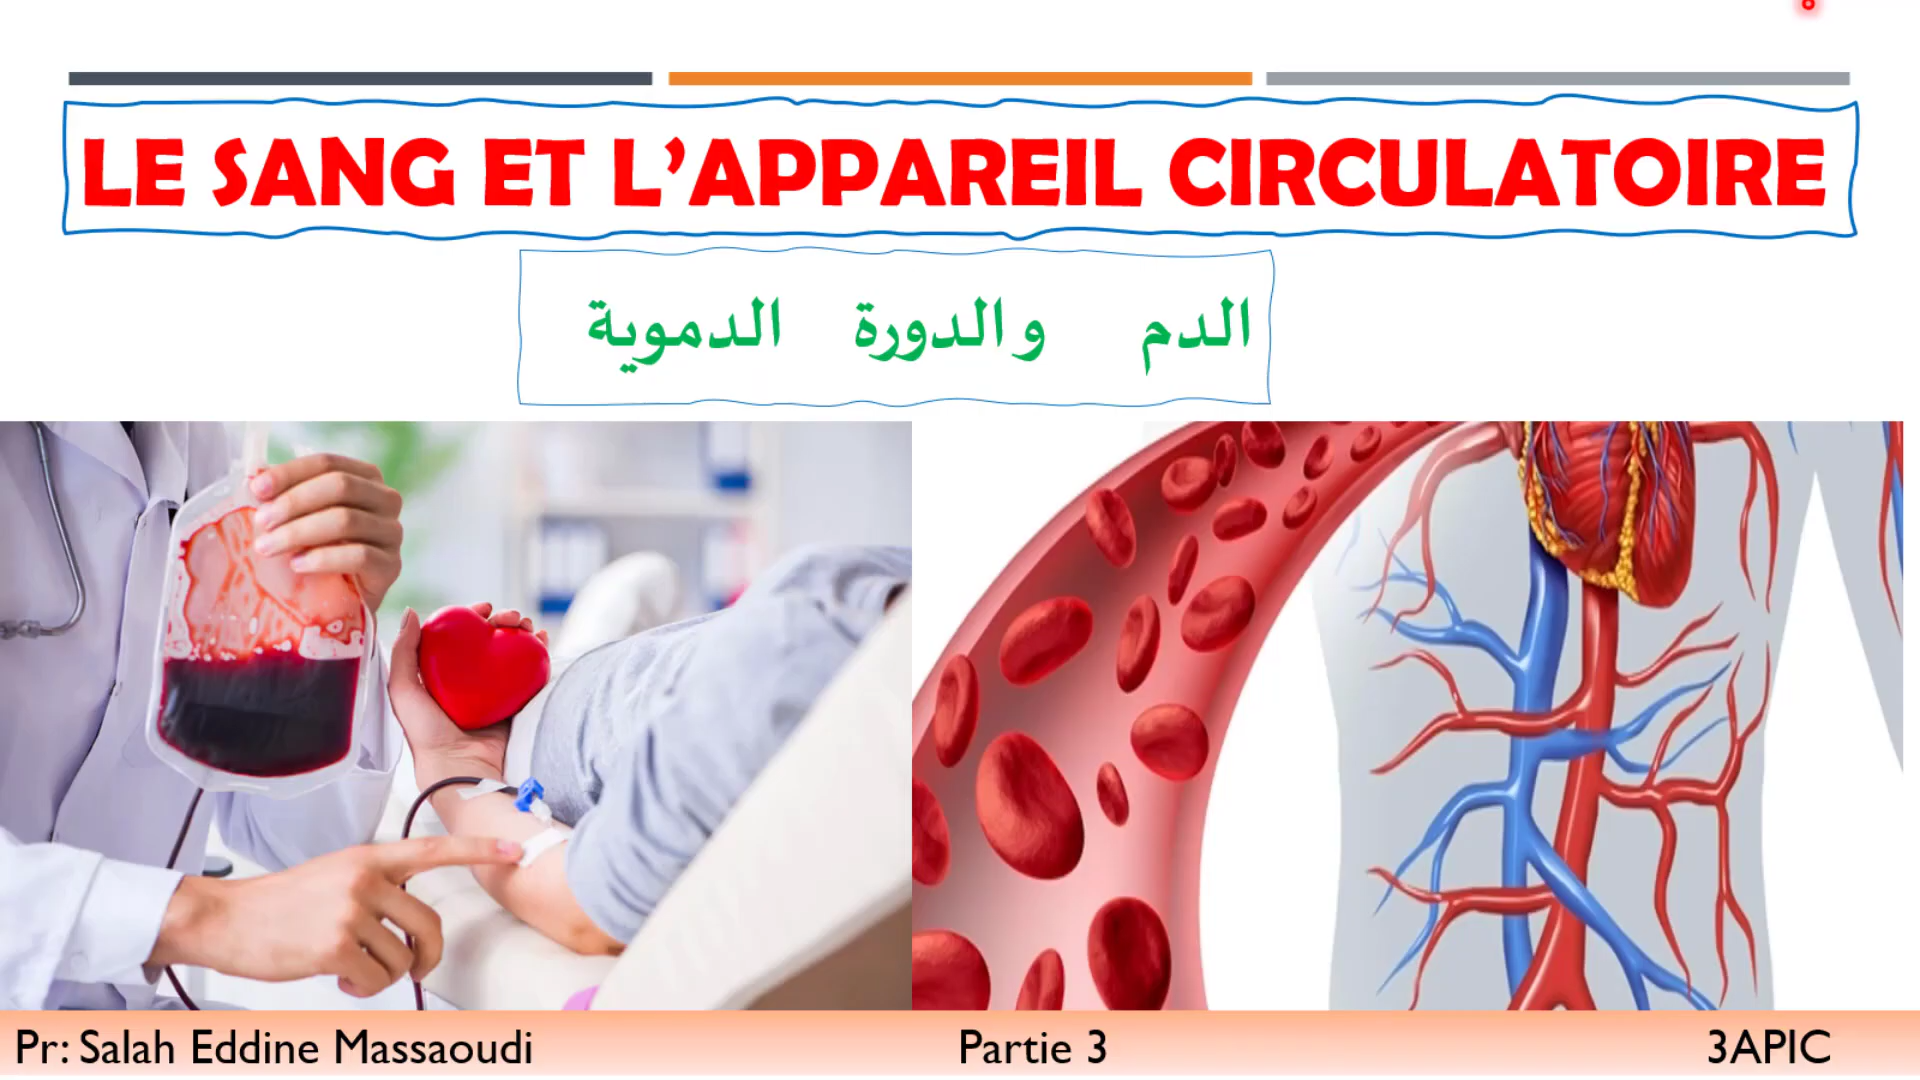 LE SANG ET L’APPAREIL CIRCULATOIRE
الدم والدورة الدموية
Pr: Salah Eddine Massaoudi Partie 3 3APIC